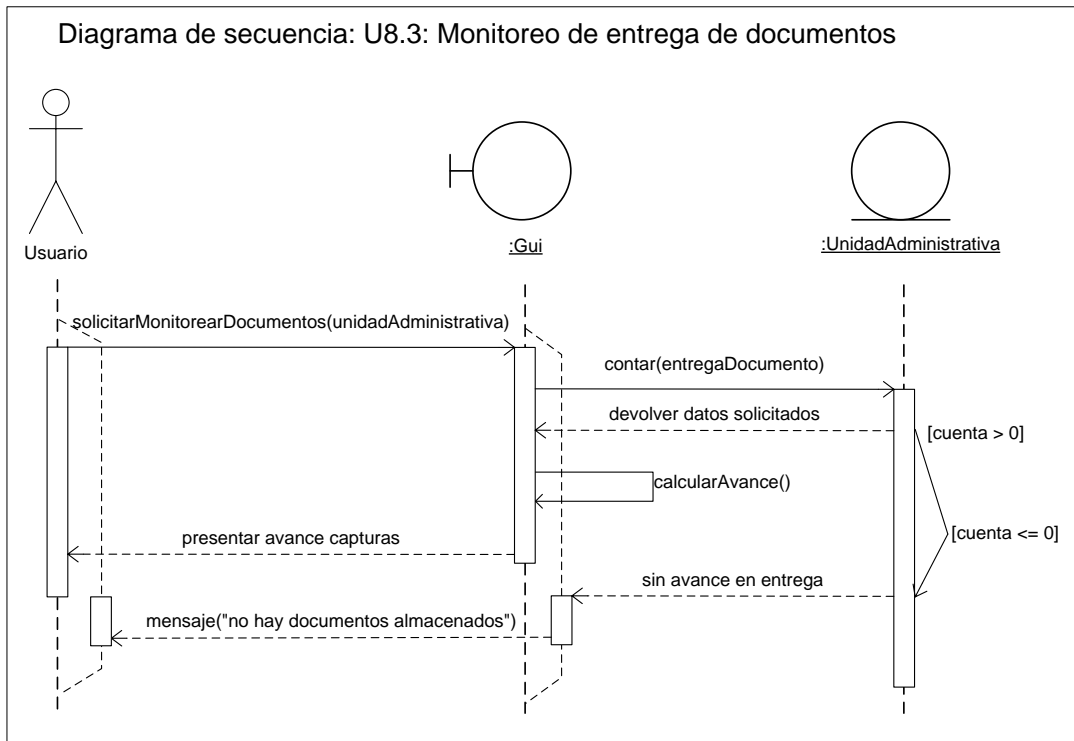 Diagrama de secuencia: U8.3: Monitoreo de entrega de documentos
Usuario
:Gui
:UnidadAdministrativa
solicitarMonitorearDocumentos(unidadAdministrativa)
contar(entregaDocumento)
devolver datos solicitados
[cuenta > 0]
calcularAvance()
presentar avance capturas
[cuenta <= 0]
sin avance en entrega
mensaje("no hay documentos almacenados")